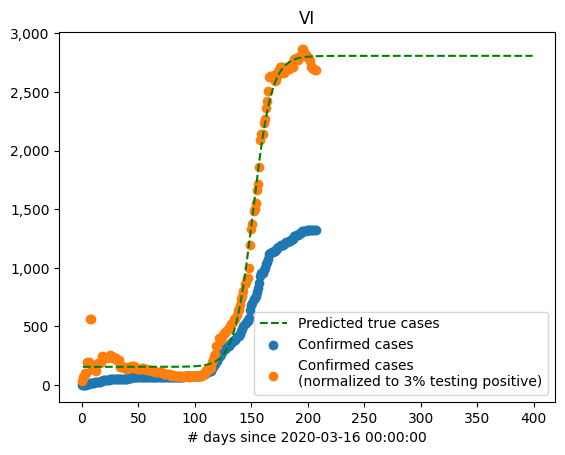 VI
3,000
2,500
2,000
1,500
1,000
500
0
Predicted true cases
Confirmed cases
Confirmed cases
(normalized to 3% testing positive)
0 50 100 150 200 250 300 350 400
# days since 2020-03-16 00:00:00